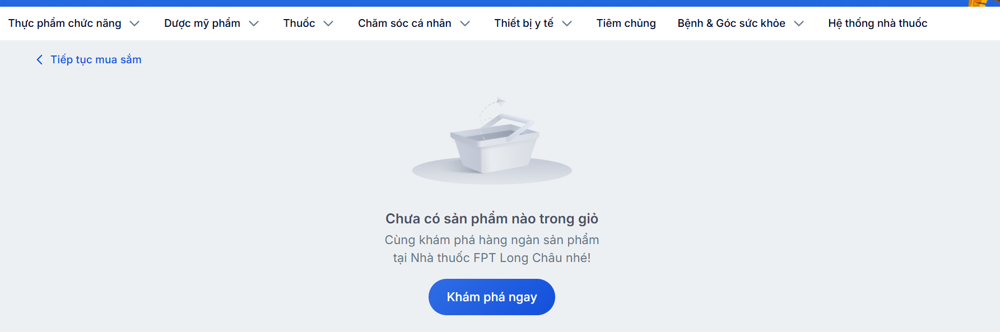 Thực phẩm chức năng Dược mỹ phẩm Thuốc Chăm sóc cá nhân Thiết bị y tế Tiêm chủng Bệnh & Góc sức khỏe Hệ thống nhà thuốc
Tiếp tục mua sắm
Chưa có sản phẩm nào trong giỏ
Cùng khám phá hàng ngàn sản phẩm
tại Nhà thuốc FPT Long Châu nhé!
Khám phá ngay